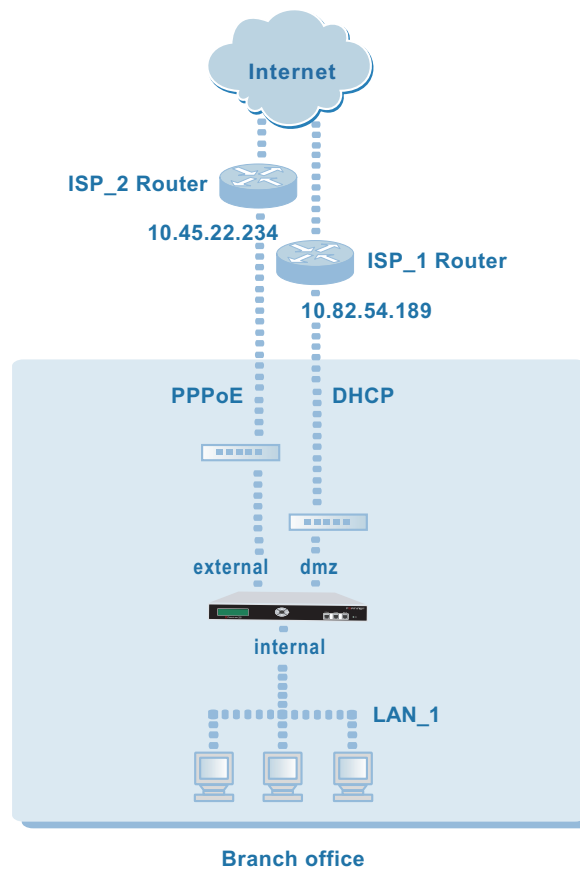 Internet
ISP_2 Router
10.45.22.234
ISP_1 Router
10.82.54.189
PPPoE
DHCP
external
dmz
internal
LAN_1
Branch office